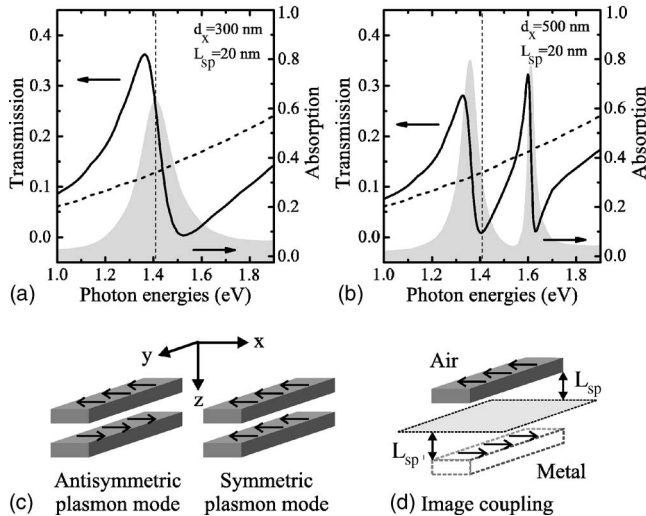 d_x=300 nm
L_sp=20 nm
Transmission
0.4
0.3
0.2
0.1
0.0
1.0
0.8
0.6
0.4
0.2
0.0
Absorption
1.0 1.2 1.4 1.6 1.8
(a) Photon energies (eV)
d_x=500 nm
L_sp=20 nm
Transmission
0.4
0.3
0.2
0.1
0.0
1.0
0.8
0.6
0.4
0.2
0.0
Absorption
1.0 1.2 1.4 1.6 1.8
(b) Photon energies (eV)
y
x
z
Antisymmetric
plasmon mode
Symmetric
plasmon mode
(c)
Air
L_sp
L_sp'
Metal
(d) Image coupling